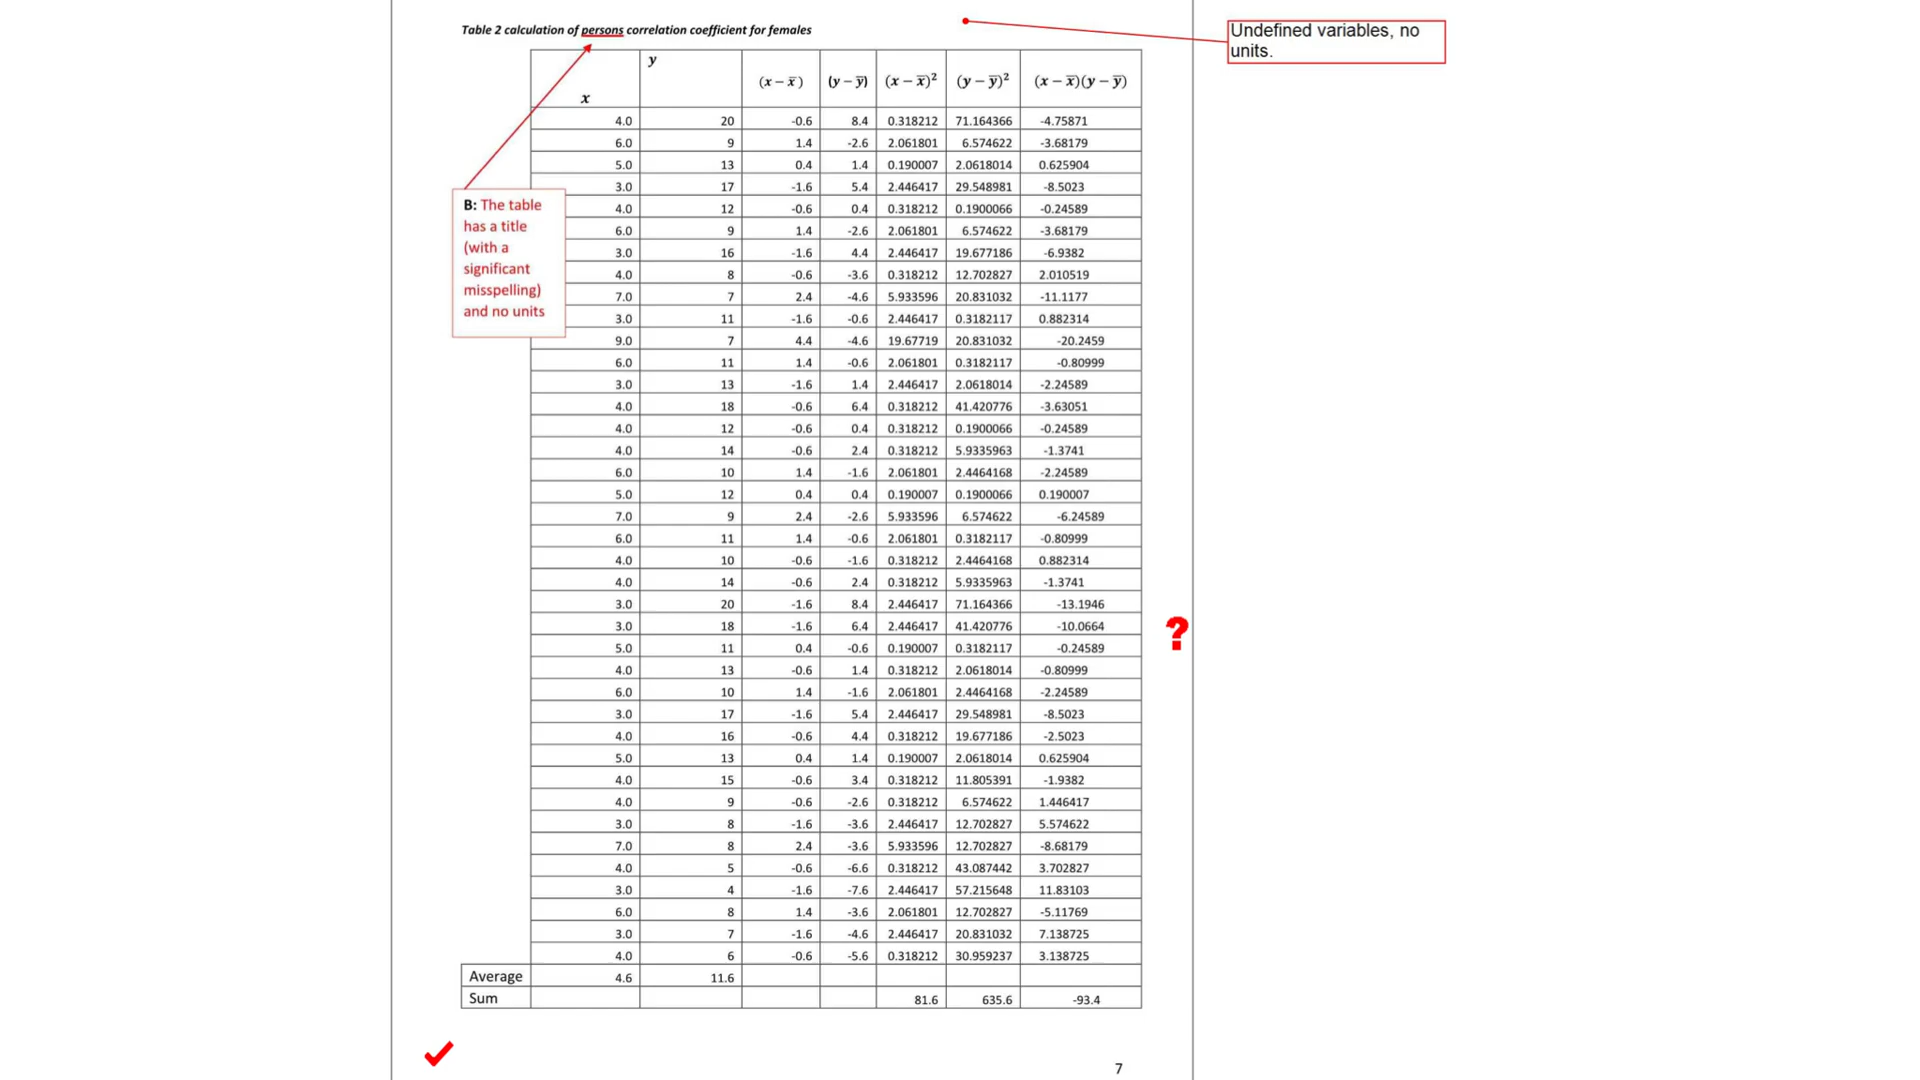 Table 2 calculation of persons correlation coefficient for females
Undefined variables, no
units.
x y (x – x̄) (y – ȳ) (x – x̄)² (y – ȳ)² (x – x̄)(y – ȳ)
4.0 20 -0.6 8.4 0.318212 71.164366 -4.75871
6.0 9 1.4 -2.6 2.061801 6.574622 -3.68179
5.0 13 0.4 1.4 0.190007 2.0618014 0.625904
3.0 17 -1.6 5.4 2.446417 29.548981 -8.5023
4.0 12 -0.6 0.4 0.318212 0.1900066 -0.24589
6.0 9 1.4 -2.6 2.061801 6.574622 -3.68179
3.0 16 -1.6 4.4 2.446417 19.677186 -6.9382
4.0 8 -0.6 -3.6 0.318212 12.702827 2.010519
7.0 7 2.4 -4.6 5.933596 20.831032 -11.1177
3.0 11 -1.6 -0.6 2.446417 0.3182117 0.882314
9.0 7 4.4 -4.6 19.67719 20.831032 -20.2459
6.0 11 1.4 -0.6 2.061801 0.3182117 -0.80999
3.0 13 -1.6 1.4 2.446417 2.0618014 -2.24589
4.0 18 -0.6 6.4 0.318212 41.420776 -3.63051
4.0 12 -0.6 0.4 0.318212 0.1900066 -0.24589
4.0 14 -0.6 2.4 0.318212 5.9335963 -1.3741
6.0 10 1.4 -1.6 2.061801 2.4464168 -2.24589
5.0 12 0.4 0.4 0.190007 0.1900066 0.190007
7.0 9 2.4 -2.6 5.933596 6.574622 -6.24589
6.0 11 1.4 -0.6 2.061801 0.3182117 -0.80999
4.0 10 -0.6 -1.6 0.318212 2.4464168 0.882314
4.0 14 -0.6 2.4 0.318212 5.9335963 -1.3741
3.0 20 -1.6 8.4 2.446417 71.164366 -13.1946
3.0 18 -1.6 6.4 2.446417 41.420776 -10.0664
5.0 11 0.4 -0.6 0.190007 0.3182117 -0.24589
4.0 13 -0.6 1.4 0.318212 2.0618014 -0.80999
6.0 10 1.4 -1.6 2.061801 2.4464168 -2.24589
3.0 17 -1.6 5.4 2.446417 29.548981 -8.5023
4.0 16 -0.6 4.4 0.318212 19.677186 -2.5023
5.0 13 0.4 1.4 0.190007 2.0618014 0.625904
4.0 15 -0.6 3.4 0.318212 11.805391 -1.9382
4.0 9 -0.6 -2.6 0.318212 6.574622 1.446417
3.0 8 -1.6 -3.6 2.446417 12.702827 5.574622
7.0 8 2.4 -3.6 5.933596 12.702827 -8.68179
4.0 5 -0.6 -6.6 0.318212 43.087442 3.702827
3.0 4 -1.6 -7.6 2.446417 57.215648 11.83103
6.0 8 1.4 -3.6 2.061801 12.702827 -5.11769
3.0 7 -1.6 -4.6 2.446417 20.831032 7.138725
4.0 6 -0.6 -5.6 0.318212 30.959237 3.138725
Average 4.6 11.6
Sum 81.6 635.6 -93.4
B: The table
has a title
(with a
significant
misspelling)
and no units
?
7